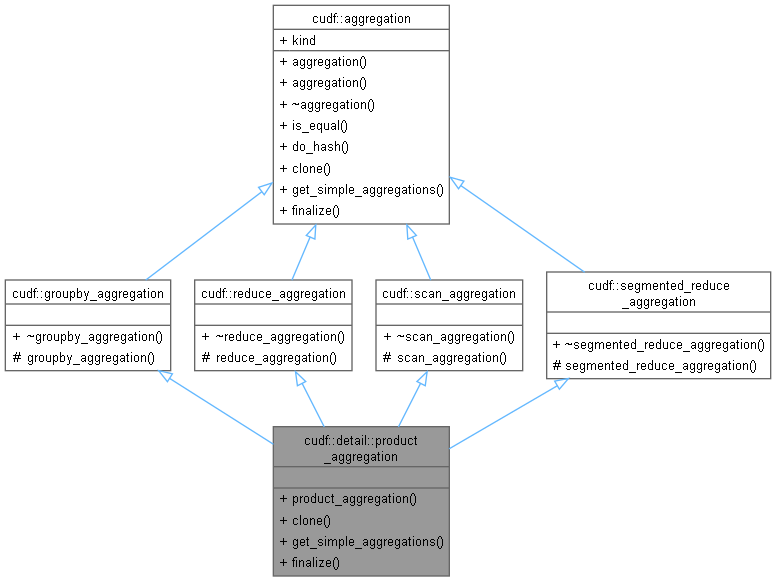 cudf::aggregation
+ kind
+ aggregation()
+ aggregation()
+ ~aggregation()
+ is_equal()
+ do_hash()
+ clone()
+ get_simple_aggregations()
+ finalize()
cudf::groupby_aggregation
+ ~groupby_aggregation()
# groupby_aggregation()
cudf::reduce_aggregation
+ ~reduce_aggregation()
# reduce_aggregation()
cudf::scan_aggregation
+ ~scan_aggregation()
# scan_aggregation()
cudf::segmented_reduce
_aggregation
+ ~segmented_reduce_aggregation()
# segmented_reduce_aggregation()
cudf::detail::product
_aggregation
+ product_aggregation()
+ clone()
+ get_simple_aggregations()
+ finalize()